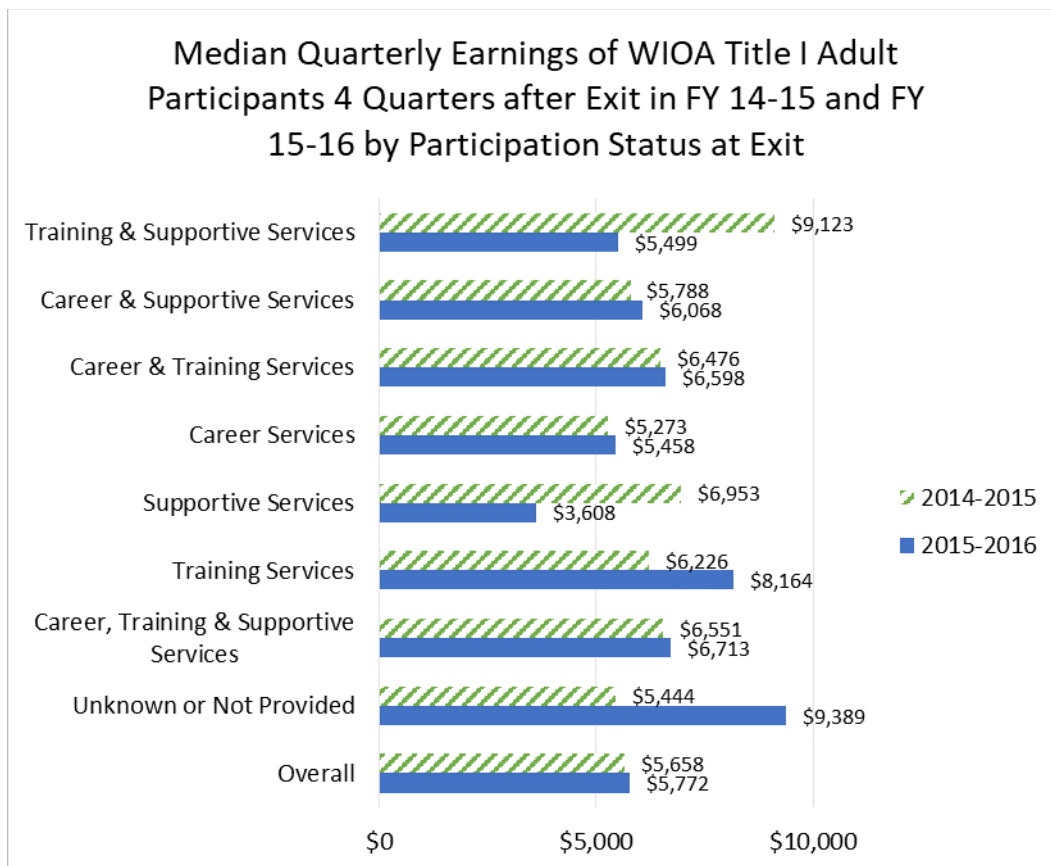 Median Quarterly Earnings of WIOA Title I Adult
Participants 4 Quarters after Exit in FY 14-15 and FY
15-16 by Participation Status at Exit
Training & Supportive Services
$9,123
$5,499
Career & Supportive Services
$5,788
$6,068
Career & Training Services
$6,476
$6,598
Career Services
$5,273
$5,458
Supportive Services
$6,953
$3,608
Training Services
$6,226
$8,164
Career, Training & Supportive
Services
$6,551
$6,713
Unknown or Not Provided
$5,444
$9,389
Overall
$5,658
$5,772
2014-2015
2015-2016
$0
$5,000
$10,000